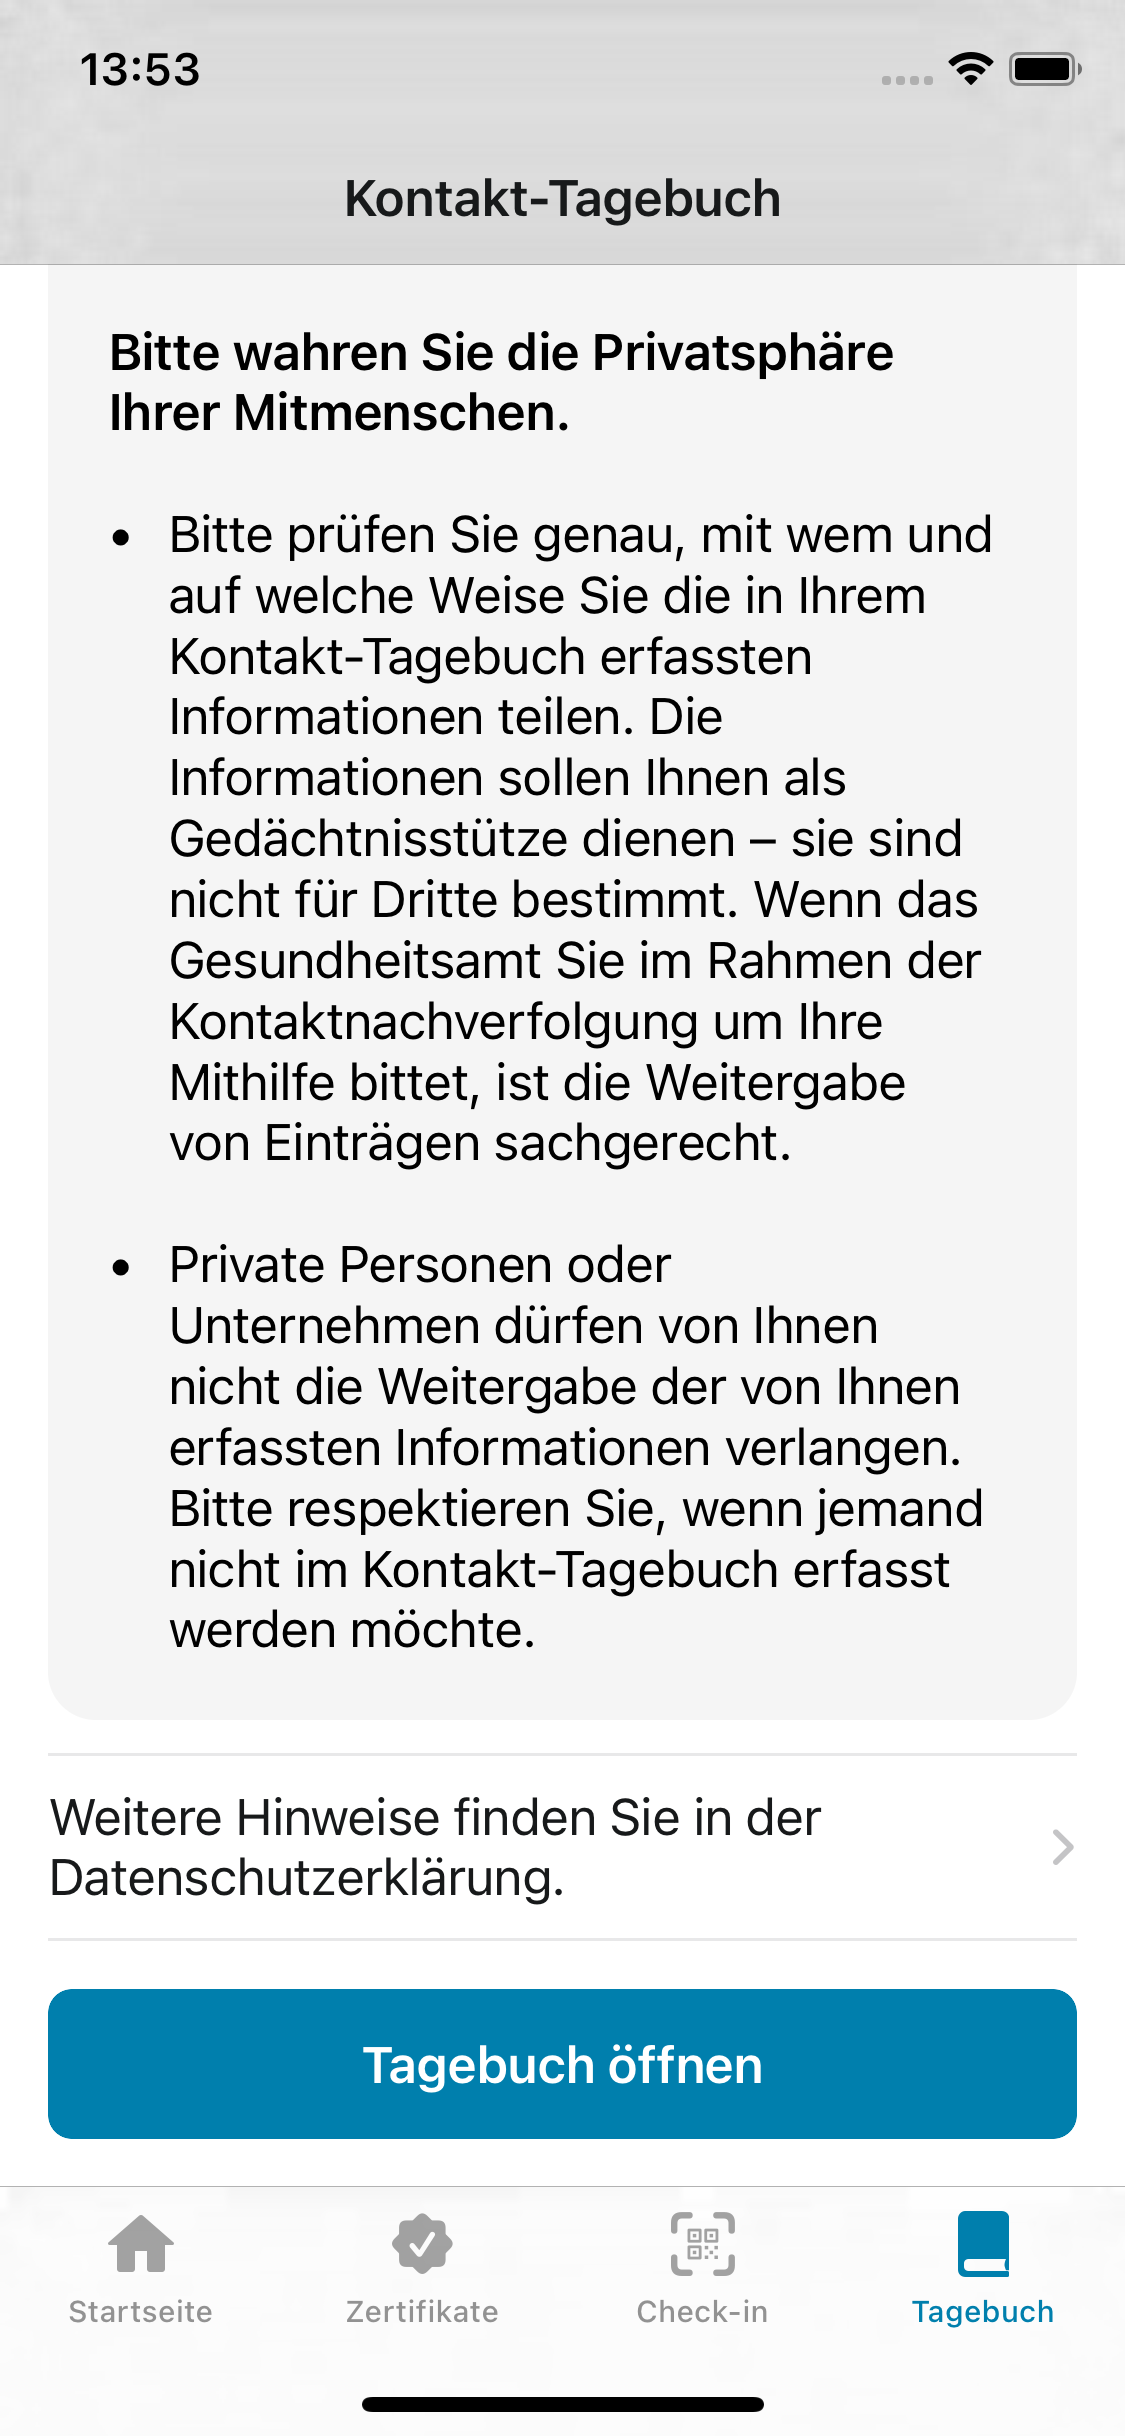 13:53
Kontakt-Tagebuch
Bitte wahren Sie die Privatsphäre
Ihrer Mitmenschen.
• Bitte prüfen Sie genau, mit wem und
auf welche Weise Sie die in Ihrem
Kontakt-Tagebuch erfassten
Informationen teilen. Die
Informationen sollen Ihnen als
Gedächtnisstütze dienen – sie sind
nicht für Dritte bestimmt. Wenn das
Gesundheitsamt Sie im Rahmen der
Kontaktnachverfolgung um Ihre
Mithilfe bittet, ist die Weitergabe
von Einträgen sachgerecht.
• Private Personen oder
Unternehmen dürfen von Ihnen
nicht die Weitergabe der von Ihnen
erfassten Informationen verlangen.
Bitte respektieren Sie, wenn jemand
nicht im Kontakt-Tagebuch erfasst
werden möchte.
Weitere Hinweise finden Sie in der
Datenschutzerklärung.
Tagebuch öffnen
Startseite
Zertifikate
Check-in
Tagebuch